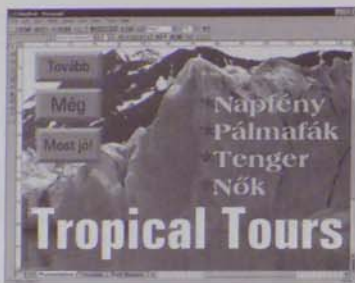 Tovább
Még
Most jó!
Napfény
Pálmafák
Tenger
Nők
Tropical Tours